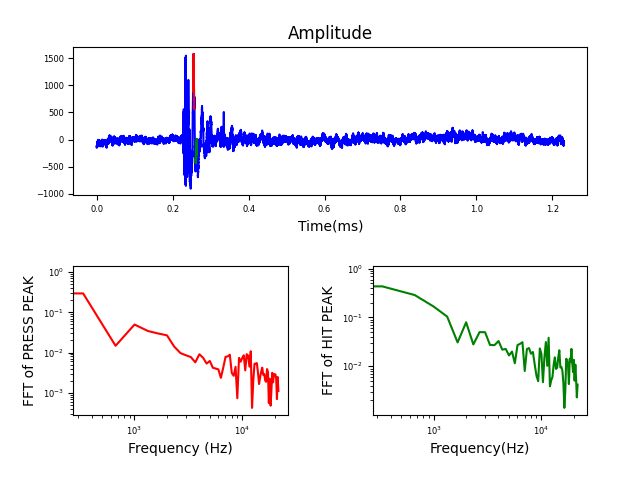 Amplitude
1500
1000
500
0
−500
−1000
0.0 0.2 0.4 0.6 0.8 1.0 1.2
Time(ms)
FFT of PRESS PEAK
10⁰
10⁻¹
10⁻²
10⁻³
10³ 10⁴
Frequency (Hz)
FFT of HIT PEAK
10⁰
10⁻¹
10⁻²
10³ 10⁴
Frequency(Hz)